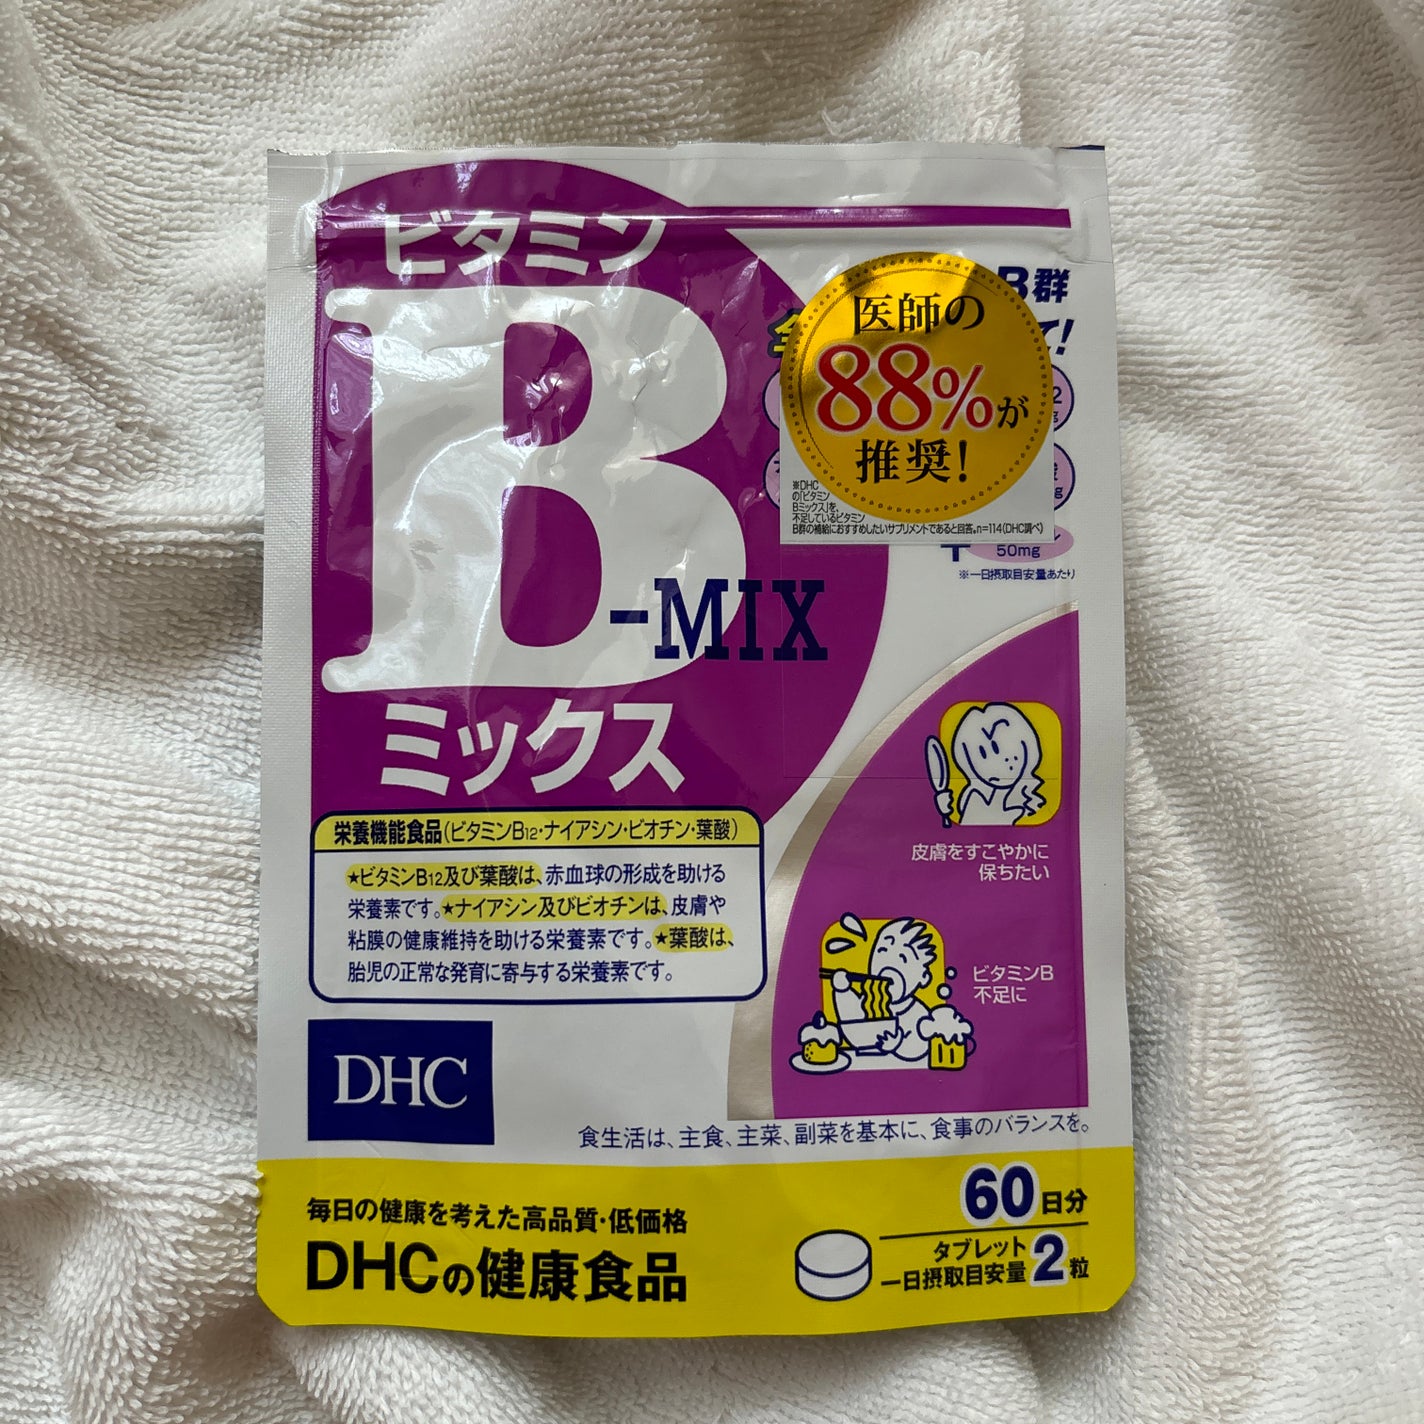 ビタミン
B-MIX
ミックス
B群
て!
医師の
88%が
推奨!
※DHC
の「ビタミン
Bミックス」を、
不足しているビタミン
B群の補給におすすめしたいサプリメントであると回答。n=114(DHC調べ)
50mg
※一日摂取目安量あたり
栄養機能食品(ビタミンB12・ナイアシン・ビオチン・葉酸)
★ビタミンB12及び葉酸は、赤血球の形成を助ける
栄養素です。★ナイアシン及びビオチンは、皮膚や
粘膜の健康維持を助ける栄養素です。★葉酸は、
胎児の正常な発育に寄与する栄養素です。
皮膚をすこやかに
保ちたい
ビタミンB
不足に
DHC
食生活は、主食、主菜、副菜を基本に、食事のバランスを。
毎日の健康を考えた高品質・低価格
DHCの健康食品
60日分
タブレット
一日摂取目安量2粒